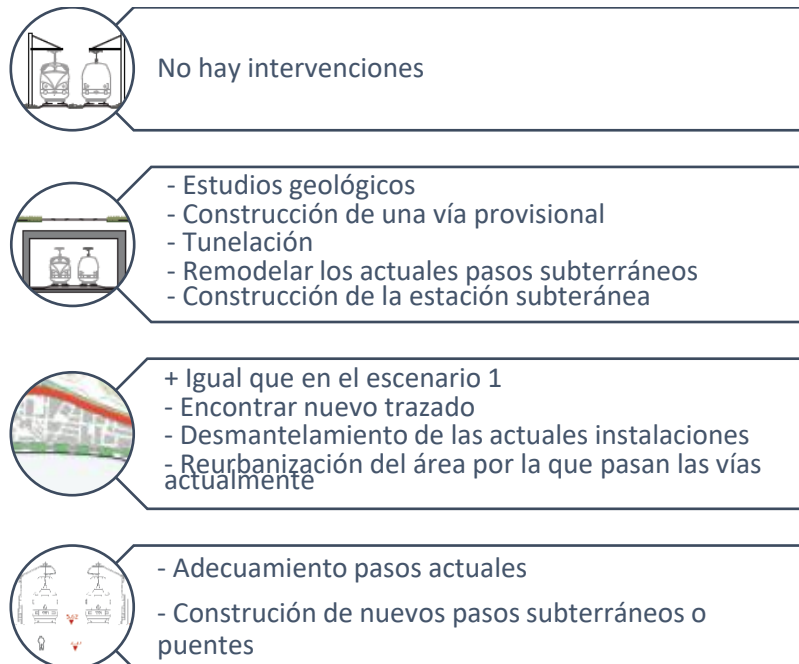 No hay intervenciones
- Estudios geológicos
- Construcción de una vía provisional
- Tunelación
- Remodelar los actuales pasos subterráneos
- Construcción de la estación subteránea
+ Igual que en el escenario 1
- Encontrar nuevo trazado
- Desmantelamiento de las actuales instalaciones
- Reurbanización del área por la que pasan las vías
actualmente
- Adecuamiento pasos actuales
- Construción de nuevos pasos subterráneos o
puentes